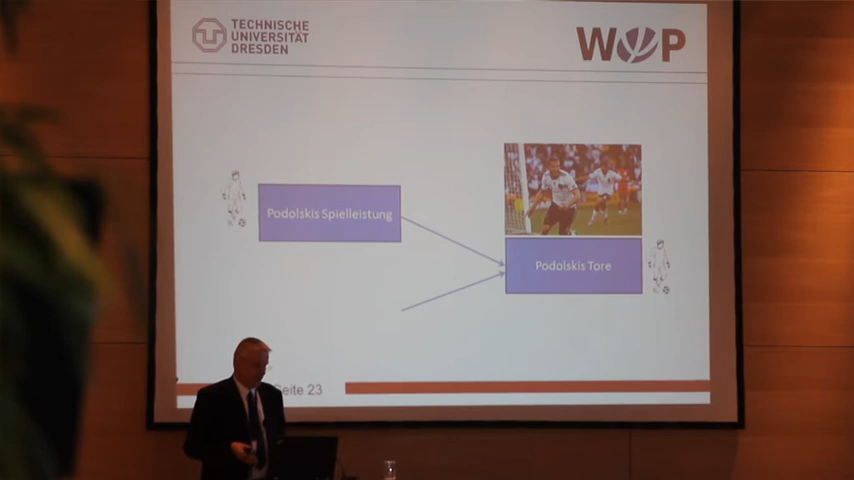 TECHNISCHE
UNIVERSITÄT
DRESDEN
WOP
Podolskis Spielleistung
Podolskis Tore
Seite 23